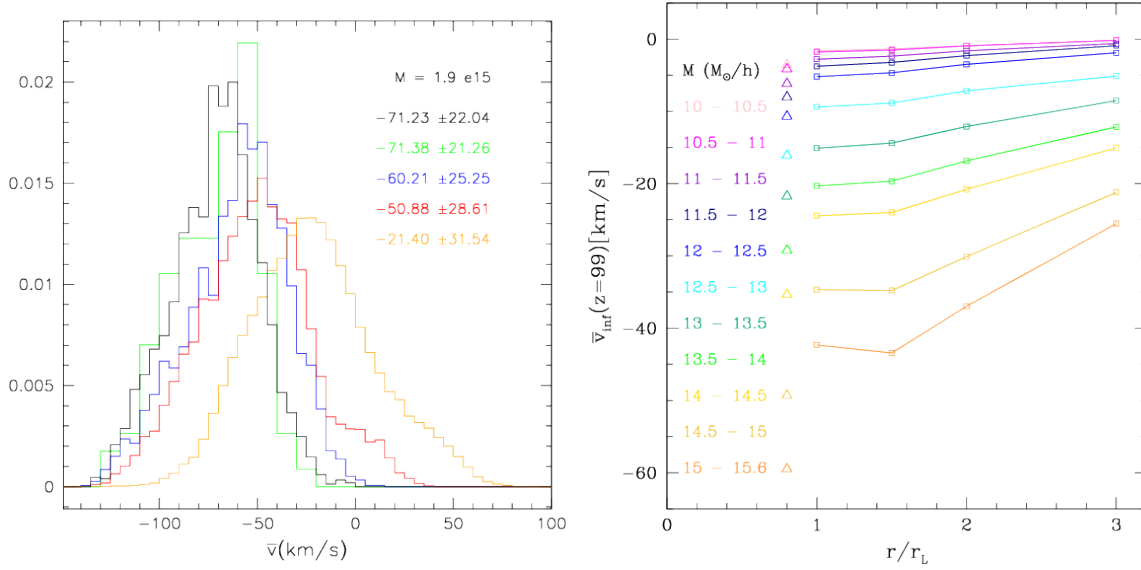 0.02
0.015
0.01
0.005
0
M = 1.9 e15
−71.23 ±22.04
−71.38 ±21.26
−60.21 ±25.25
−50.88 ±28.61
−21.40 ±31.54
−100
−50
0
50
100
v̄(km/s)
0
−20
−40
−60
v̄inf(z=99)[km/s]
M (M⊙/h)
10 − 10.5
10.5 − 11
11 − 11.5
11.5 − 12
12 − 12.5
12.5 − 13
13 − 13.5
13.5 − 14
14 − 14.5
14.5 − 15
15 − 15.6
0
1
2
3
r/rL